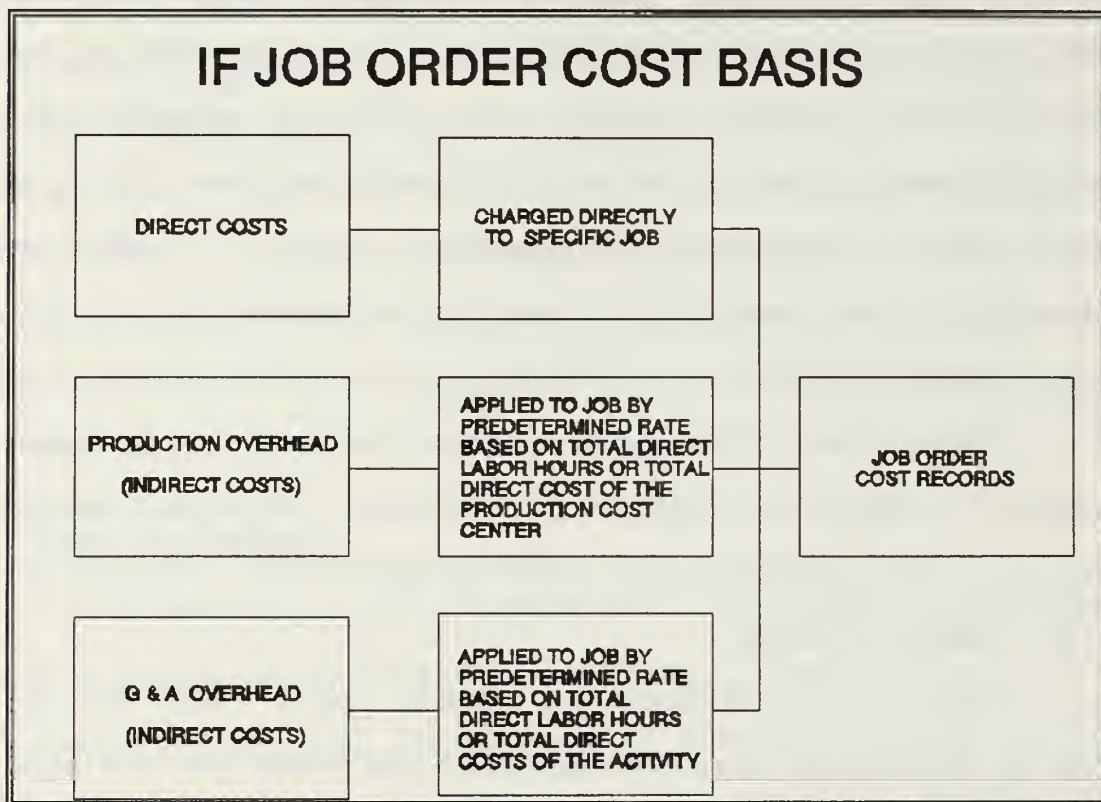 IF JOB ORDER COST BASIS
DIRECT COSTS
CHARGED DIRECTLY
TO SPECIFIC JOB
PRODUCTION OVERHEAD
(INDIRECT COSTS)
APPLIED TO JOB BY
PREDETERMINED RATE
BASED ON TOTAL DIRECT
LABOR HOURS OR TOTAL
DIRECT COST OF THE
PRODUCTION COST
CENTER
JOB ORDER
COST RECORDS
G & A OVERHEAD
(INDIRECT COSTS)
APPLIED TO JOB BY
PREDETERMINED RATE
BASED ON TOTAL
DIRECT LABOR HOURS
OR TOTAL DIRECT
COSTS OF THE ACTIVITY